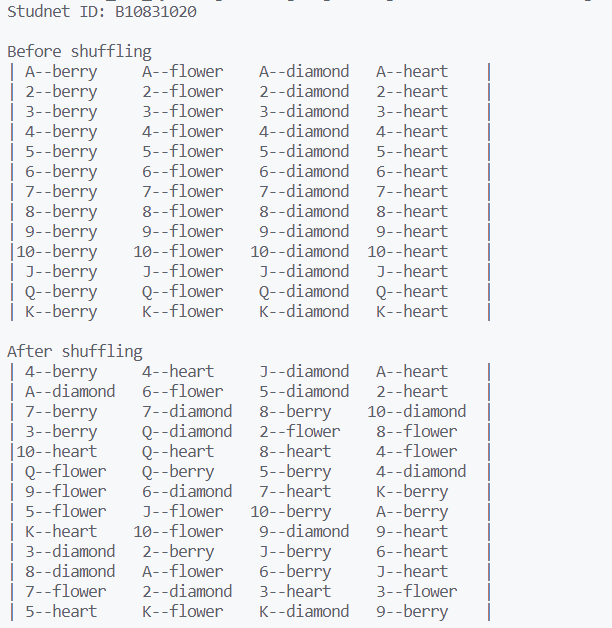 Studnet ID: B10831020
Before shuffling
| A--berry A--flower A--diamond A--heart |
| 2--berry 2--flower 2--diamond 2--heart |
| 3--berry 3--flower 3--diamond 3--heart |
| 4--berry 4--flower 4--diamond 4--heart |
| 5--berry 5--flower 5--diamond 5--heart |
| 6--berry 6--flower 6--diamond 6--heart |
| 7--berry 7--flower 7--diamond 7--heart |
| 8--berry 8--flower 8--diamond 8--heart |
| 9--berry 9--flower 9--diamond 9--heart |
|10--berry 10--flower 10--diamond 10--heart |
| J--berry J--flower J--diamond J--heart |
| Q--berry Q--flower Q--diamond Q--heart |
| K--berry K--flower K--diamond K--heart |
After shuffling
| 4--berry 4--heart J--diamond A--heart |
| A--diamond 6--flower 5--diamond 2--heart |
| 7--berry 7--diamond 8--berry 10--diamond |
| 3--berry Q--diamond 2--flower 8--flower |
|10--heart Q--heart 8--heart 4--flower |
| Q--flower Q--berry 5--berry 4--diamond |
| 9--flower 6--diamond 7--heart K--berry |
| 5--flower J--flower 10--berry A--berry |
| K--heart 10--flower 9--diamond 9--heart |
| 3--diamond 2--berry J--berry 6--heart |
| 8--diamond A--flower 6--berry J--heart |
| 7--flower 2--diamond 3--heart 3--flower |
| 5--heart K--flower K--diamond 9--berry |